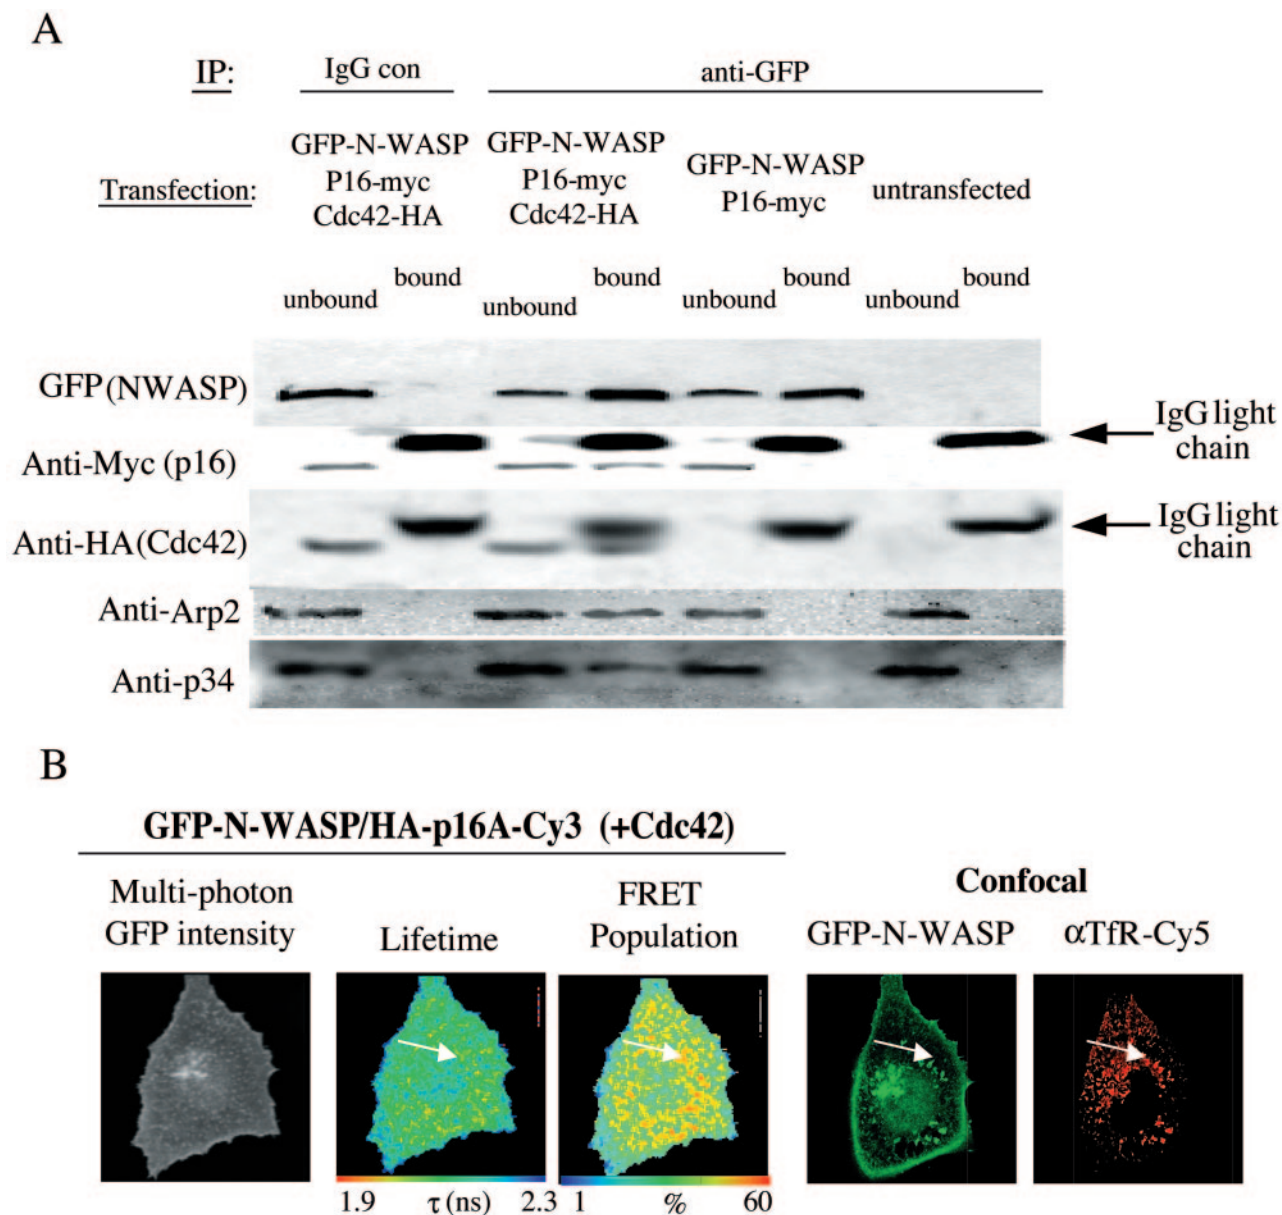 A
IP:
IgG con
anti-GFP
Transfection:
GFP-N-WASP
P16-myc
Cdc42-HA
GFP-N-WASP
P16-myc
Cdc42-HA
GFP-N-WASP
P16-myc
untransfected
unbound
bound
unbound
bound
unbound
bound
unbound
bound
GFP(NWASP)
Anti-Myc (p16)
IgG light
chain
Anti-HA(Cdc42)
IgG light
chain
Anti-Arp2
Anti-p34
B
GFP-N-WASP/HA-p16A-Cy3 (+Cdc42)
Multi-photon
GFP intensity
Lifetime
FRET
Population
Confocal
GFP-N-WASP
αTfR-Cy5
1.9 τ (ns) 2.3
1 % 60